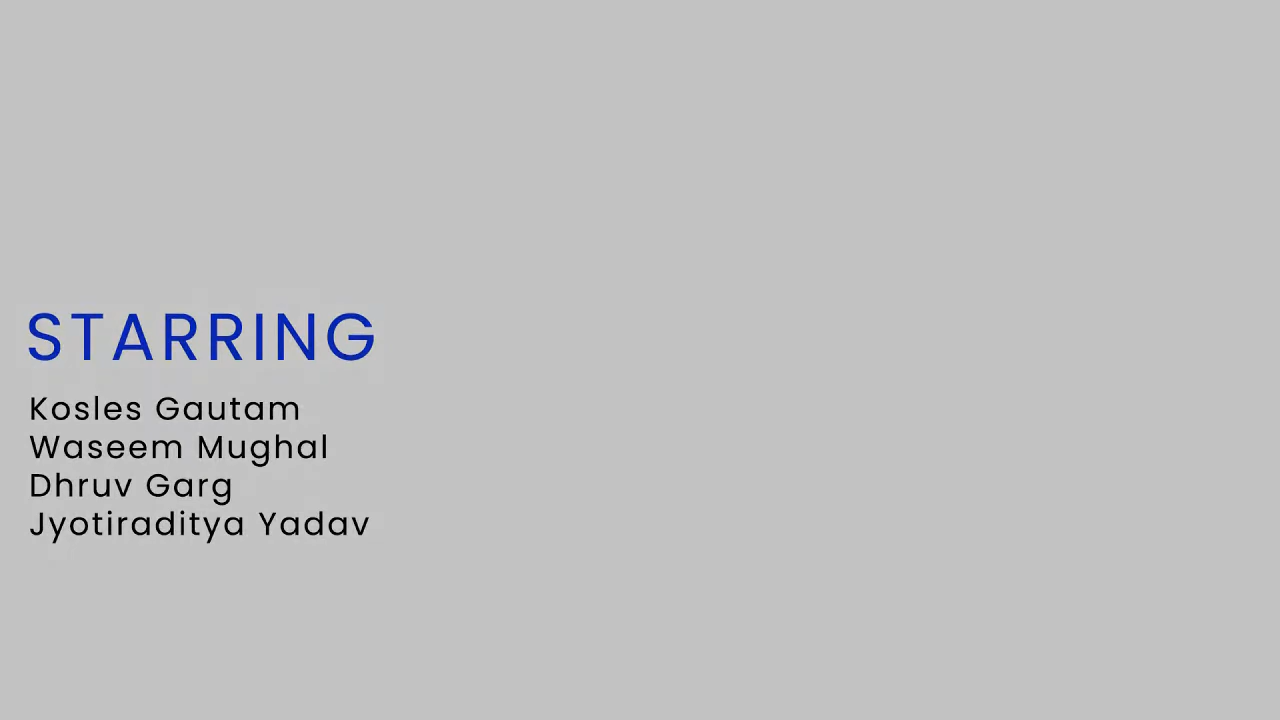 STARRING
Kosles Gautam
Waseem Mughal
Dhruv Garg
Jyotiraditya Yadav